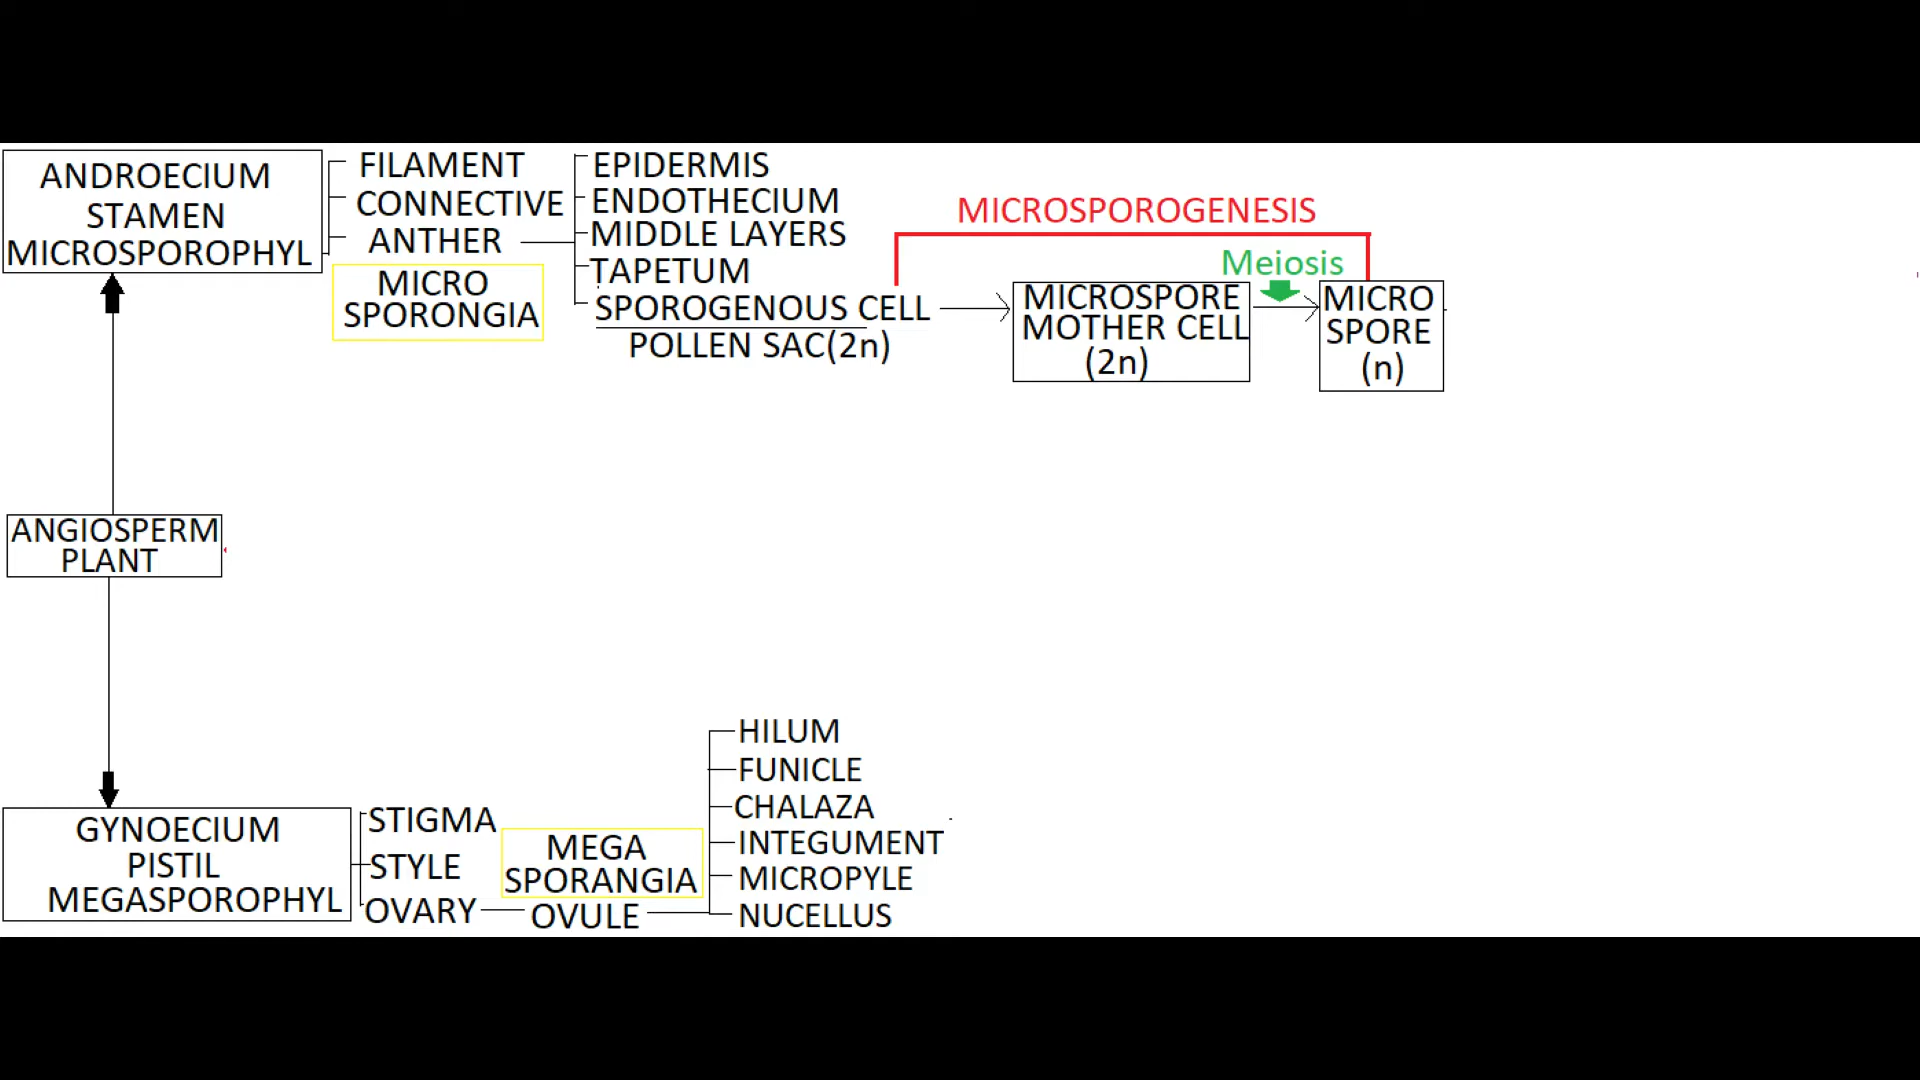 ANDROECIUM
STAMEN
MICROSPOROPHYL
FILAMENT
CONNECTIVE
ANTHER
MICRO
SPORONGIA
EPIDERMIS
ENDOTHECIUM
MIDDLE LAYERS
TAPETUM
SPOROGENOUS CELL
POLLEN SAC(2n)
MICROSPOROGENESIS
Meiosis
MICROSPORE
MOTHER CELL
(2n)
MICRO
SPORE
(n)
ANGIOSPERM
PLANT
GYNOECIUM
PISTIL
MEGASPOROPHYL
STIGMA
STYLE
OVARY
MEGA
SPORANGIA
OVULE
HILUM
FUNICLE
CHALAZA
INTEGUMENT
MICROPYLE
NUCELLUS